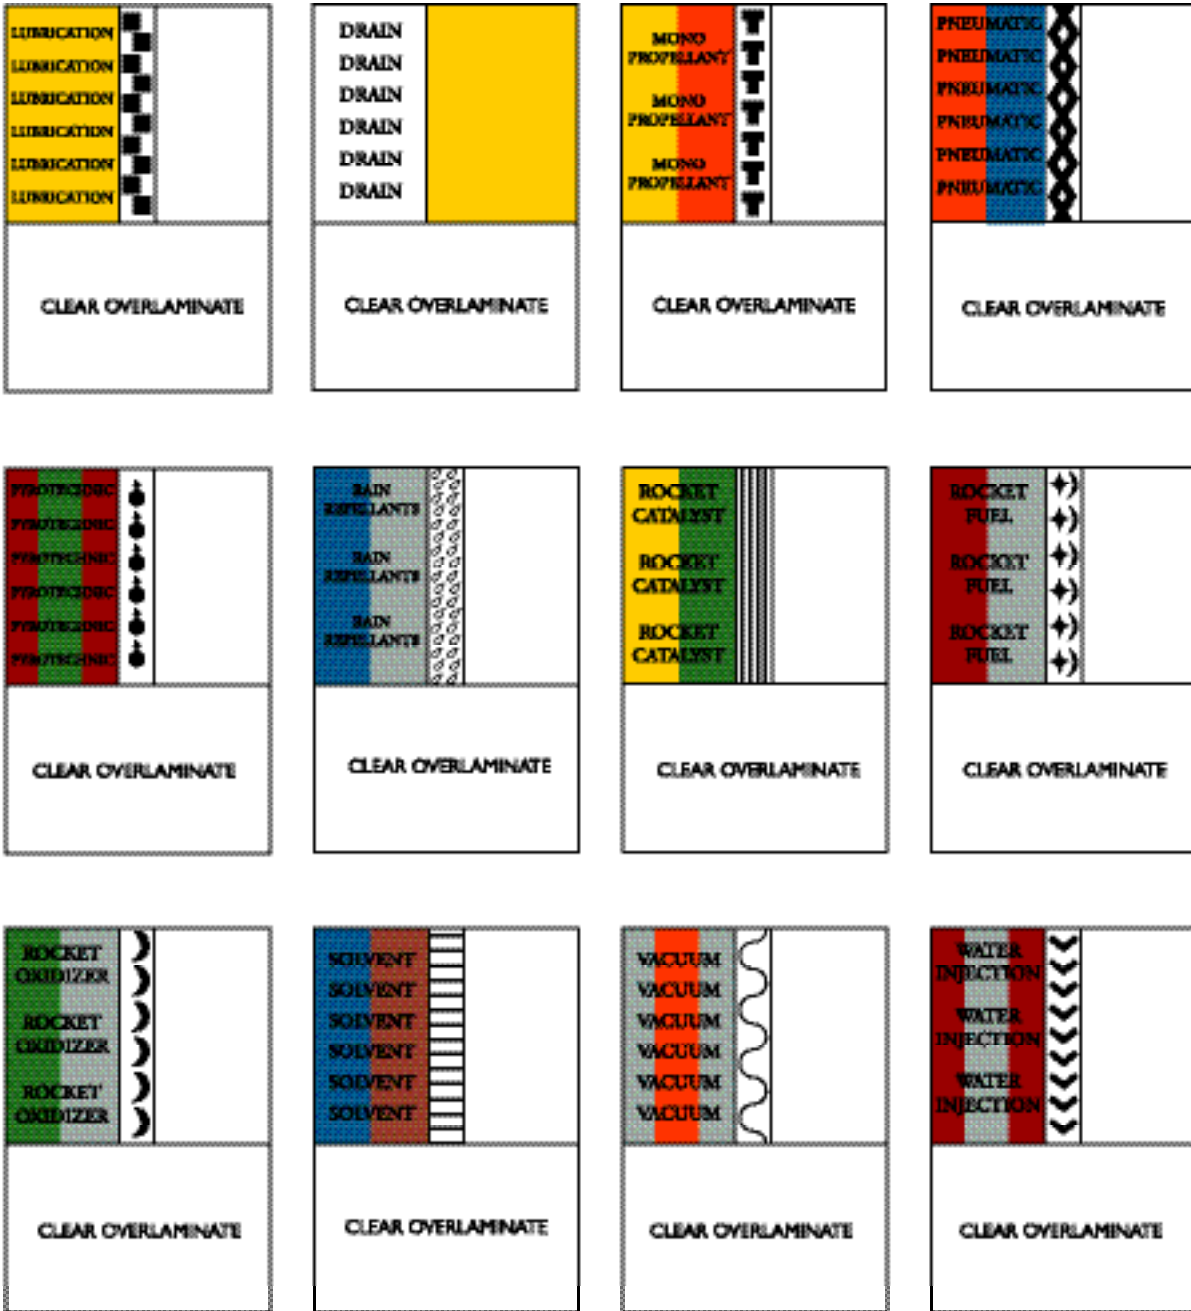 LUBRICATION
LUBRICATION
LUBRICATION
LUBRICATION
LUBRICATION
LUBRICATION
CLEAR OVERLAMINATE
DRAIN
DRAIN
DRAIN
DRAIN
DRAIN
DRAIN
CLEAR OVERLAMINATE
MONO
PROPELLANT
MONO
PROPELLANT
MONO
PROPELLANT
CLEAR OVERLAMINATE
PNEUMATIC
PNEUMATIC
PNEUMATIC
PNEUMATIC
PNEUMATIC
PNEUMATIC
CLEAR OVERLAMINATE
PYROTECHNIC
PYROTECHNIC
PYROTECHNIC
PYROTECHNIC
PYROTECHNIC
PYROTECHNIC
CLEAR OVERLAMINATE
RAIN
REPELLANTS
RAIN
REPELLANTS
RAIN
REPELLANTS
CLEAR OVERLAMINATE
ROCKET
CATALYST
ROCKET
CATALYST
ROCKET
CATALYST
CLEAR OVERLAMINATE
ROCKET
FUEL
ROCKET
FUEL
ROCKET
FUEL
CLEAR OVERLAMINATE
ROCKET
OXIDIZER
ROCKET
OXIDIZER
ROCKET
OXIDIZER
CLEAR OVERLAMINATE
SOLVENT
SOLVENT
SOLVENT
SOLVENT
SOLVENT
SOLVENT
CLEAR OVERLAMINATE
VACUUM
VACUUM
VACUUM
VACUUM
VACUUM
VACUUM
CLEAR OVERLAMINATE
WATER
INJECTION
WATER
INJECTION
WATER
INJECTION
CLEAR OVERLAMINATE